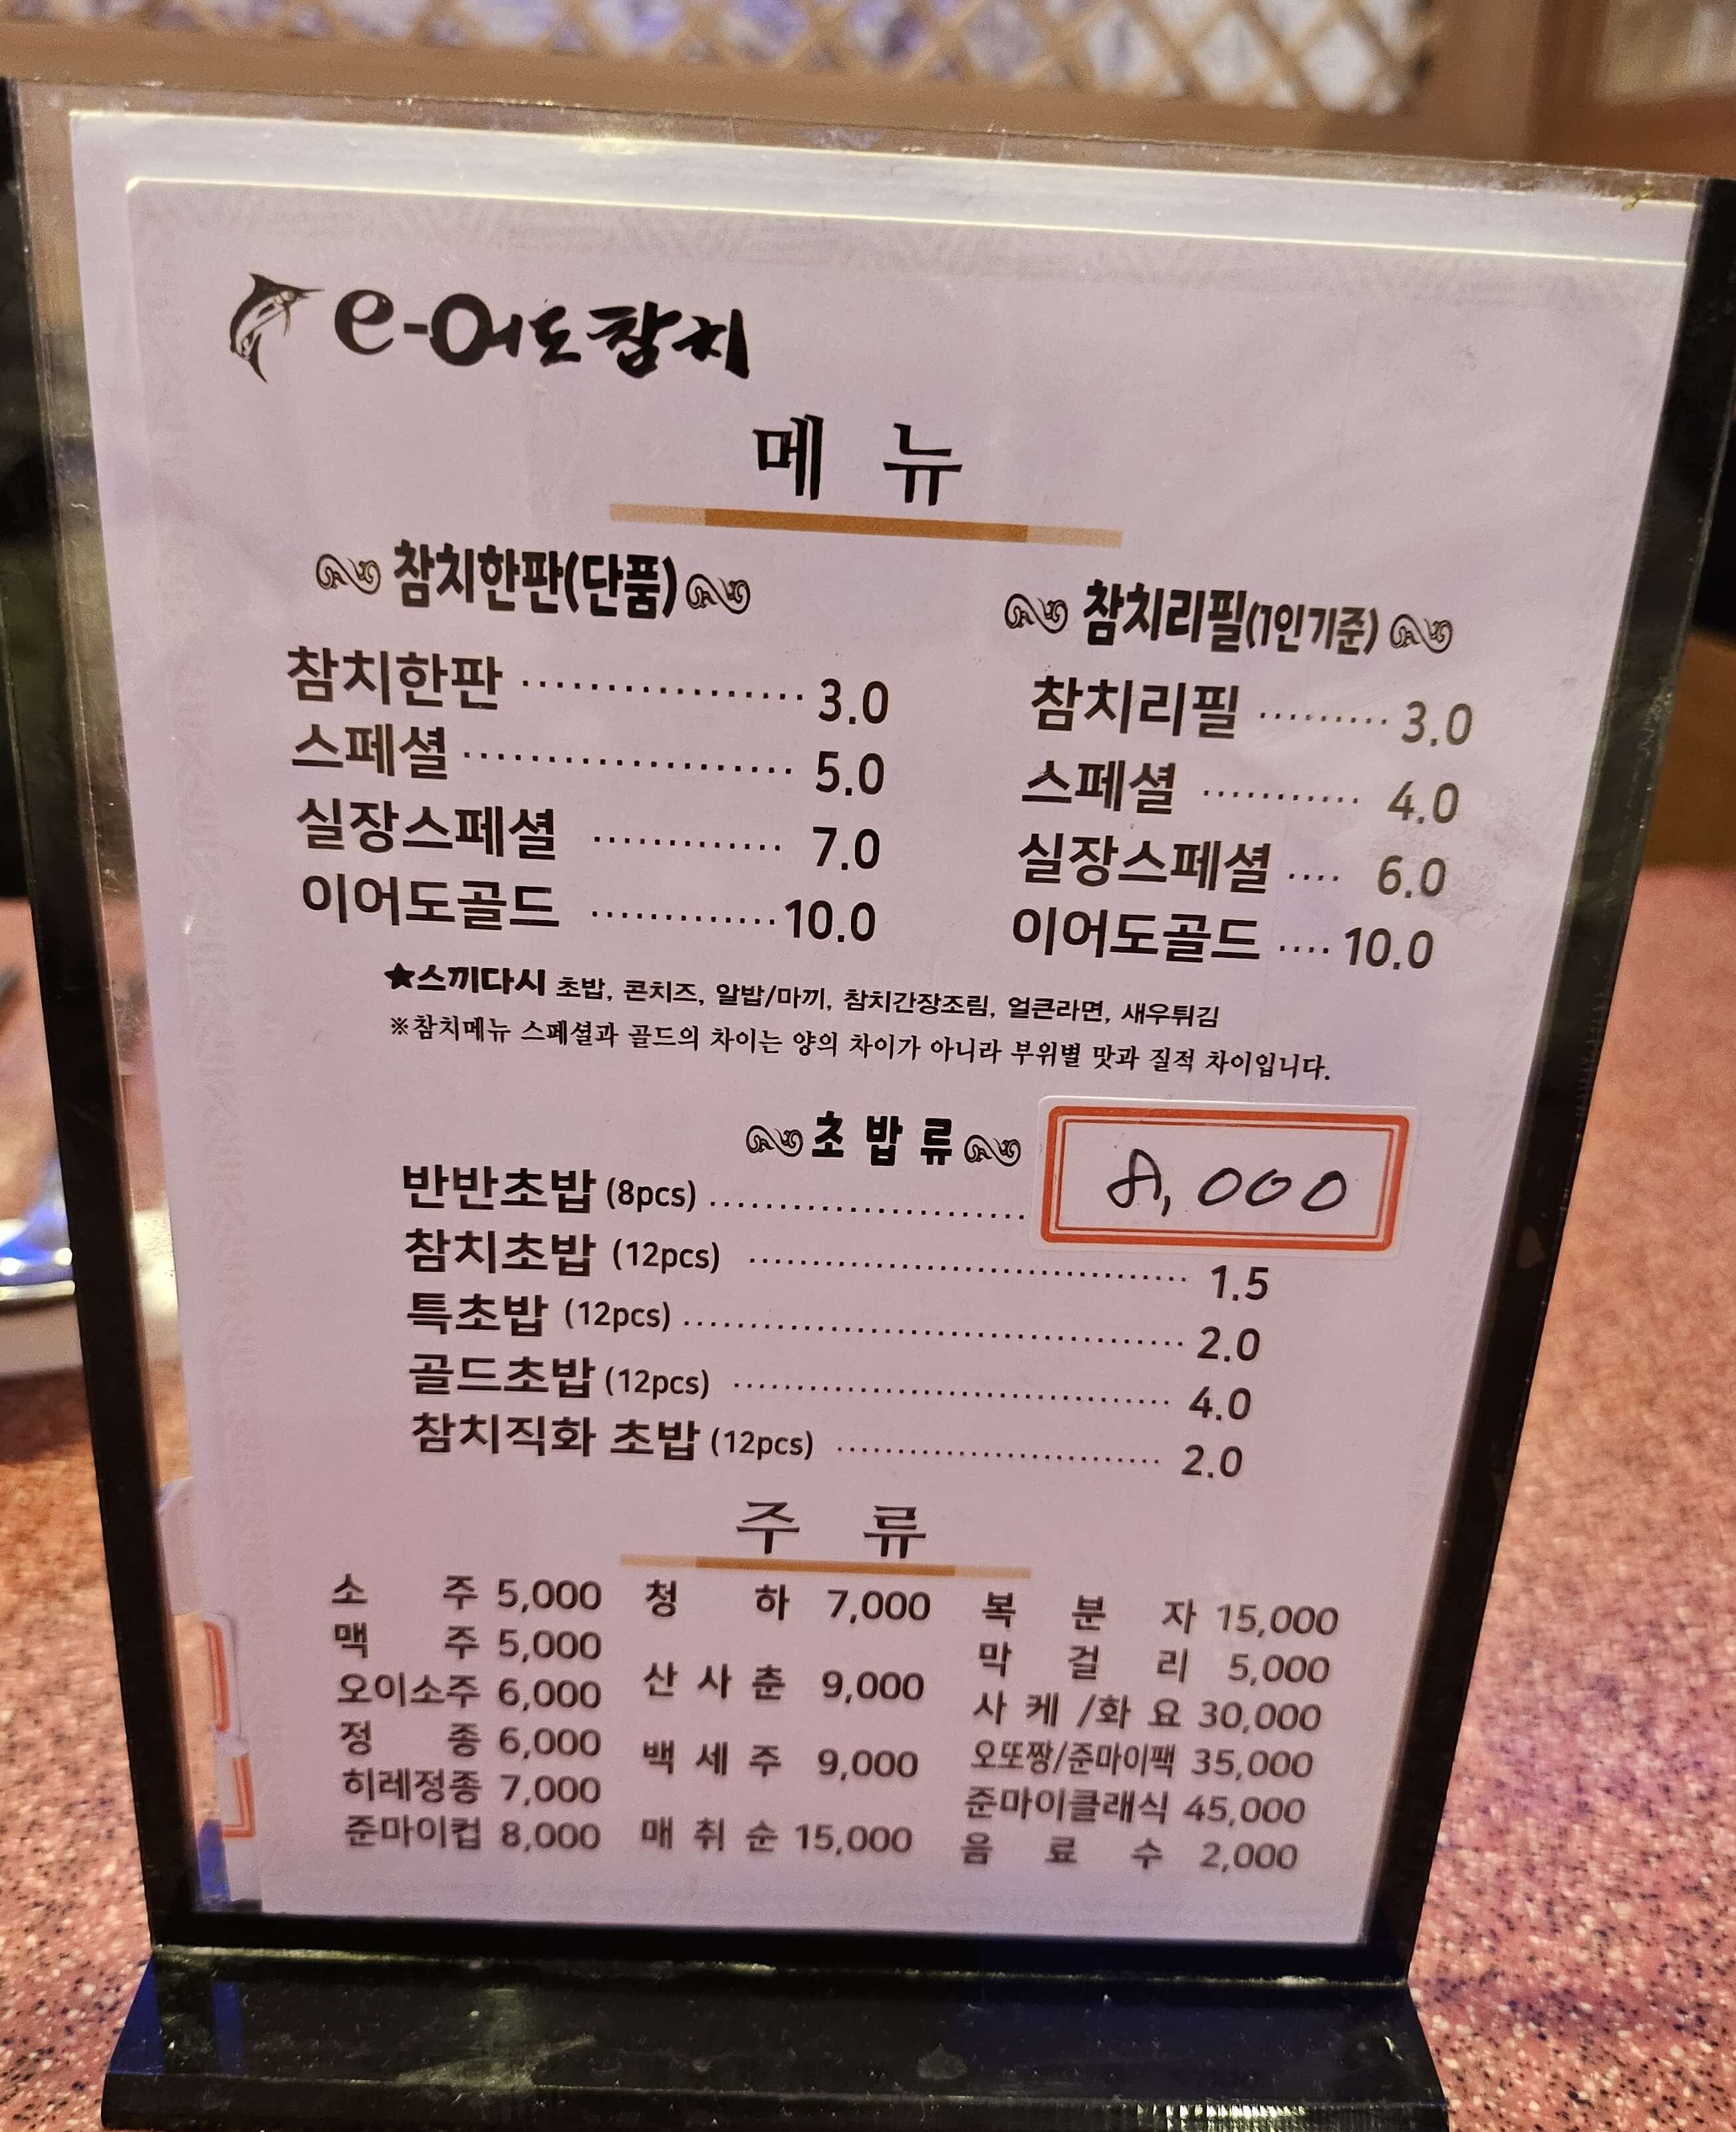 e-어도참치
메뉴
참치한판(단품)
참치한판 ·················· 3.0
스페셜 ····················· 5.0
실장스페셜 ············· 7.0
이어도골드 ············· 10.0
참치리필(1인기준)
참치리필 ········· 3.0
스페셜 ··········· 4.0
실장스페셜 ···· 6.0
이어도골드 ···· 10.0
★스끼다시 초밥, 콘치즈, 알밥/마끼, 참치간장조림, 얼큰라면, 새우튀김
※참치메뉴 스페셜과 골드의 차이는 양의 차이가 아니라 부위별 맛과 질적 차이입니다.
초밥류
반반초밥 (8pcs) ························ 8,000
참치초밥 (12pcs) ································· 1.5
특초밥 (12pcs) ······································ 2.0
골드초밥 (12pcs) ································· 4.0
참치직화 초밥 (12pcs) ························ 2.0
주류
소주 5,000 청하 7,000 복분자 15,000
맥주 5,000 막걸리 5,000
오이소주 6,000 산사춘 9,000 사케/화요 30,000
정종 6,000 백세주 9,000 오또짱/준마이팩 35,000
히레정종 7,000 준마이클래식 45,000
준마이컵 8,000 매취순 15,000 음료수 2,000